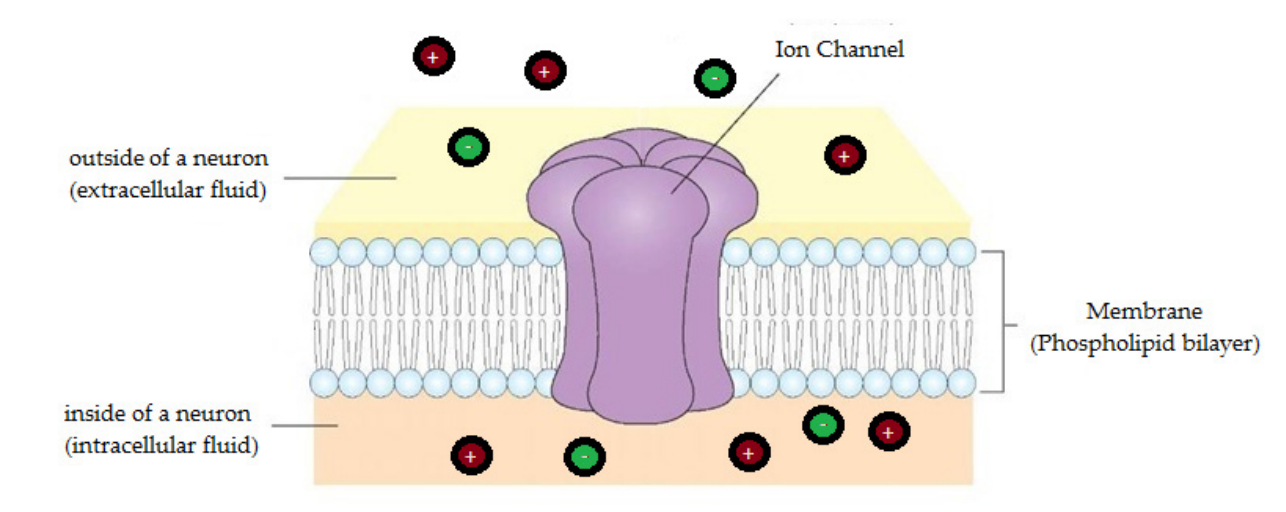 Ion Channel
outside of a neuron
(extracellular fluid)
Membrane
(Phospholipid bilayer)
inside of a neuron
(intracellular fluid)
+
+
-
-
+
+
-
+
-
+